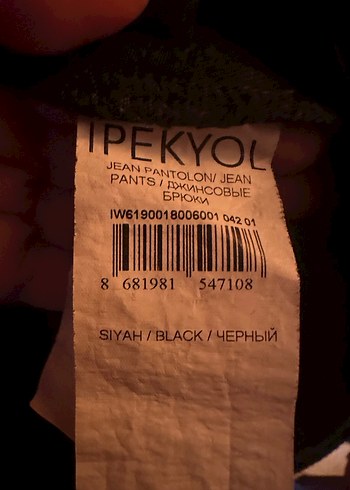 IPEKYOL
JEAN PANTOLON/ JEAN
PANTS / ДЖИНСОВЫЕ
БРЮКИ
IW6190018006001 042 01
8 681981 547108
SIYAH / BLACK / ЧЕРНЫЙ